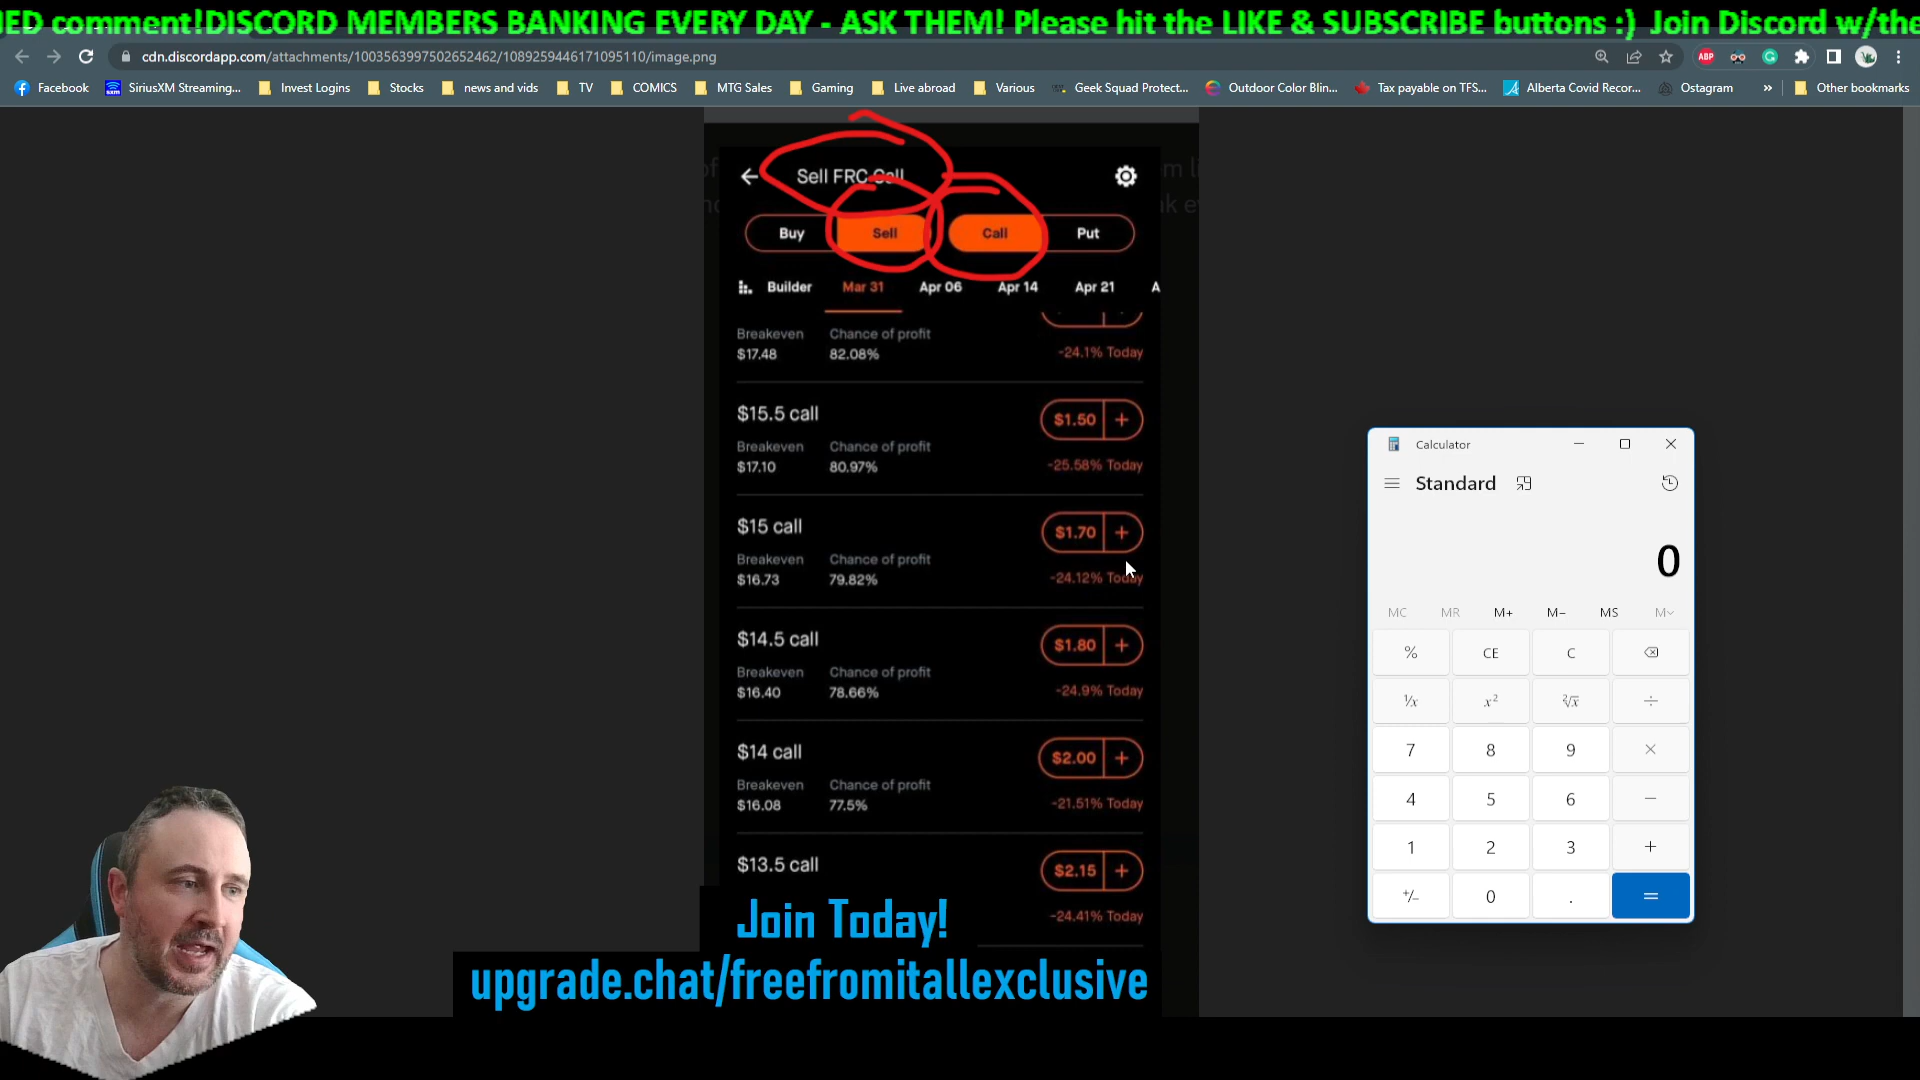 NED comment!DISCORD MEMBERS BANKING EVERY DAY - ASK THEM! Please hit the LIKE & SUBSCRIBE buttons :) Join Discord w/the
cdn.discordapp.com/attachments/1003563997502652462/1089259446171095110/image.png
ABP
Facebook SiriusXM Streaming... Invest Logins Stocks news and vids TV COMICS MTG Sales Gaming Live abroad Various Geek Squad Protect... Outdoor Color Blin... Tax payable on TFS... Alberta Covid Recor... Ostagram » Other bookmarks
Sell FRC Call
Buy Sell Call Put
Builder Mar 31 Apr 06 Apr 14 Apr 21 A
Breakeven Chance of profit
$17.48 82.08% -24.1% Today
$15.5 call $1.50 +
Breakeven Chance of profit
$17.10 80.97% -25.58% Today
$15 call $1.70 +
Breakeven Chance of profit
$16.73 79.82% -24.12% Today
$14.5 call $1.80 +
Breakeven Chance of profit
$16.40 78.66% -24.9% Today
$14 call $2.00 +
Breakeven Chance of profit
$16.08 77.5% -21.51% Today
$13.5 call $2.15 +
-24.41% Today
Join Today!
upgrade.chat/freefromitallexclusive
Calculator
Standard
0
MC MR M+ M- MS M
% CE C
1/x x² ²√x ÷
7 8 9 ×
4 5 6 −
1 2 3 +
+/- 0 . =